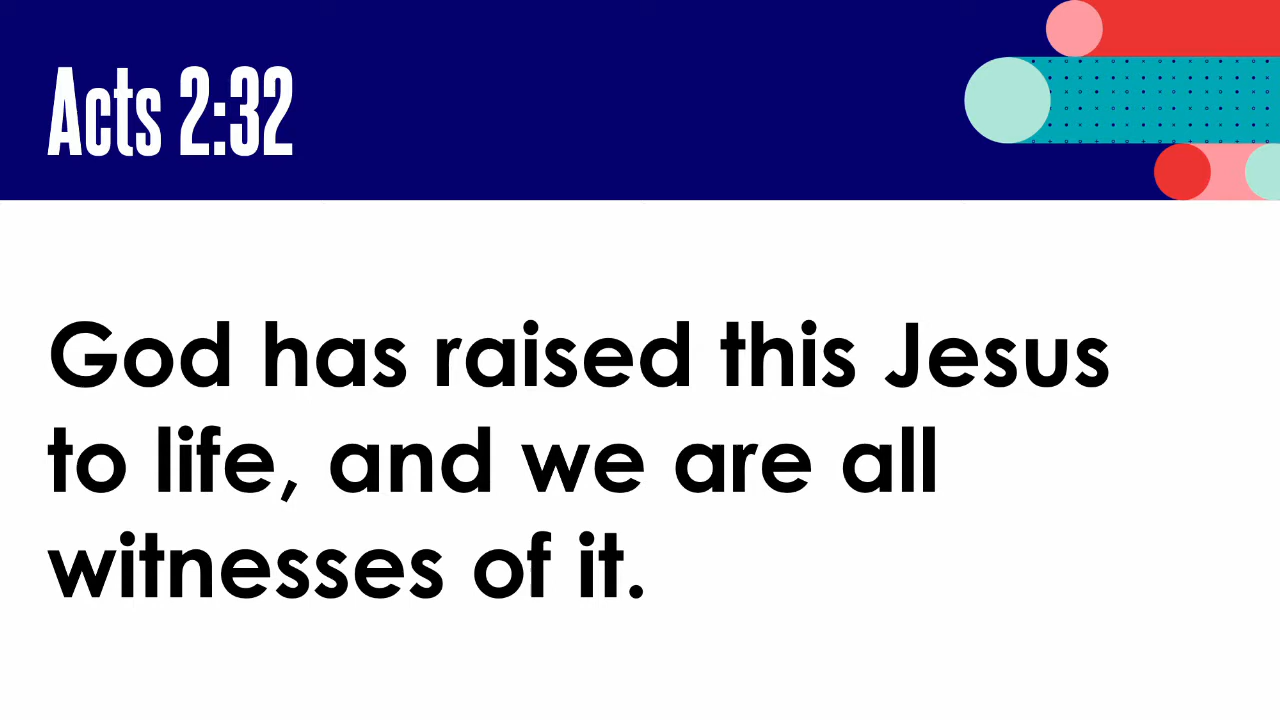 Acts 2:32
God has raised this Jesus
to life, and we are all
witnesses of it.